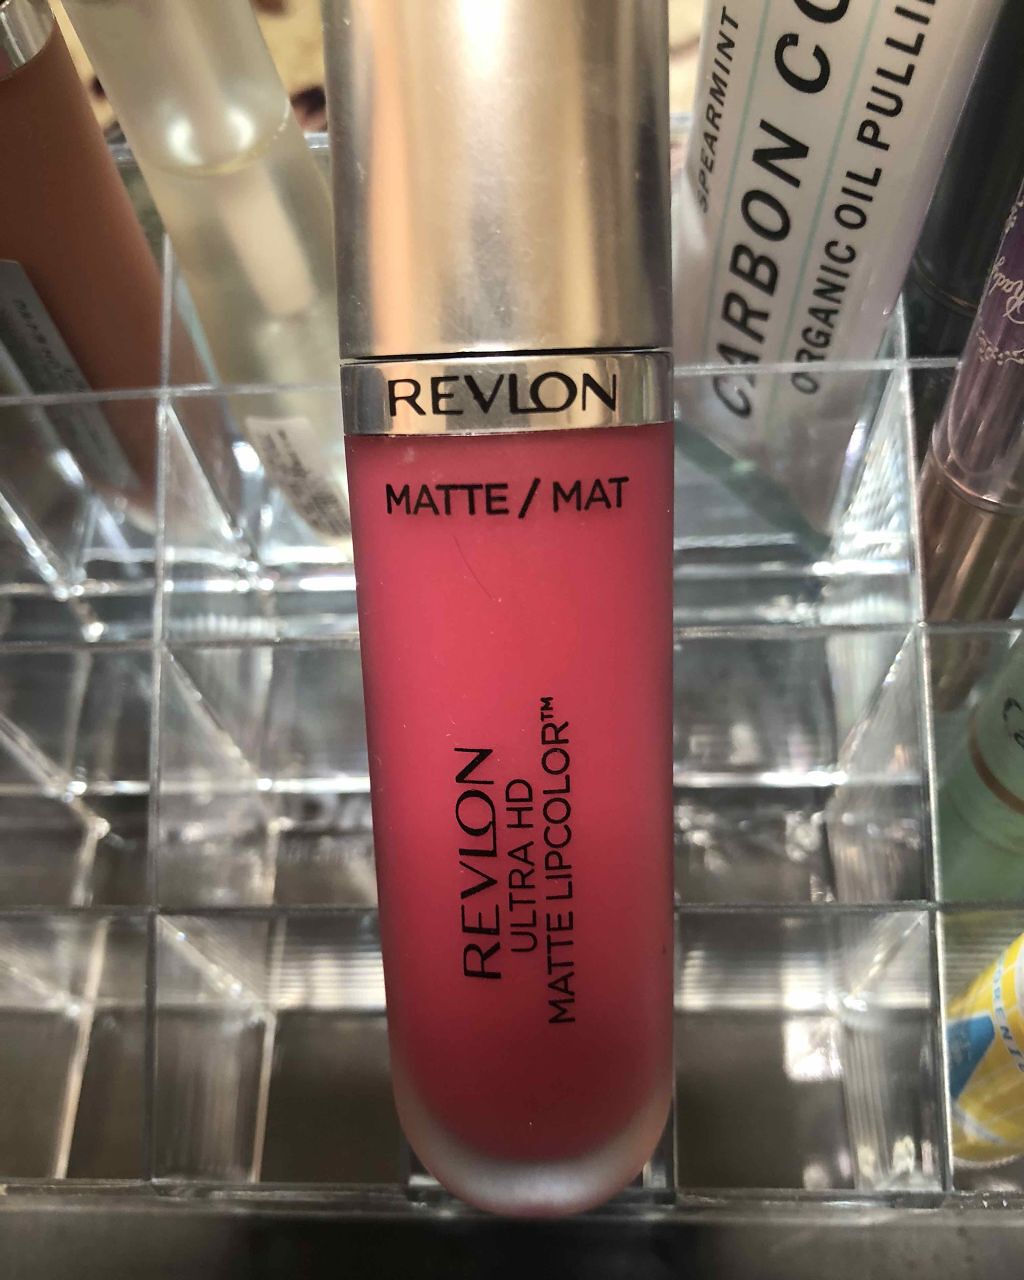 REVLON
MATTE / MAT
REVLON
ULTRA HD
MATTE LIPCOLOR™
SPEARMINT
CARBON CO
ORGANIC OIL PULLI